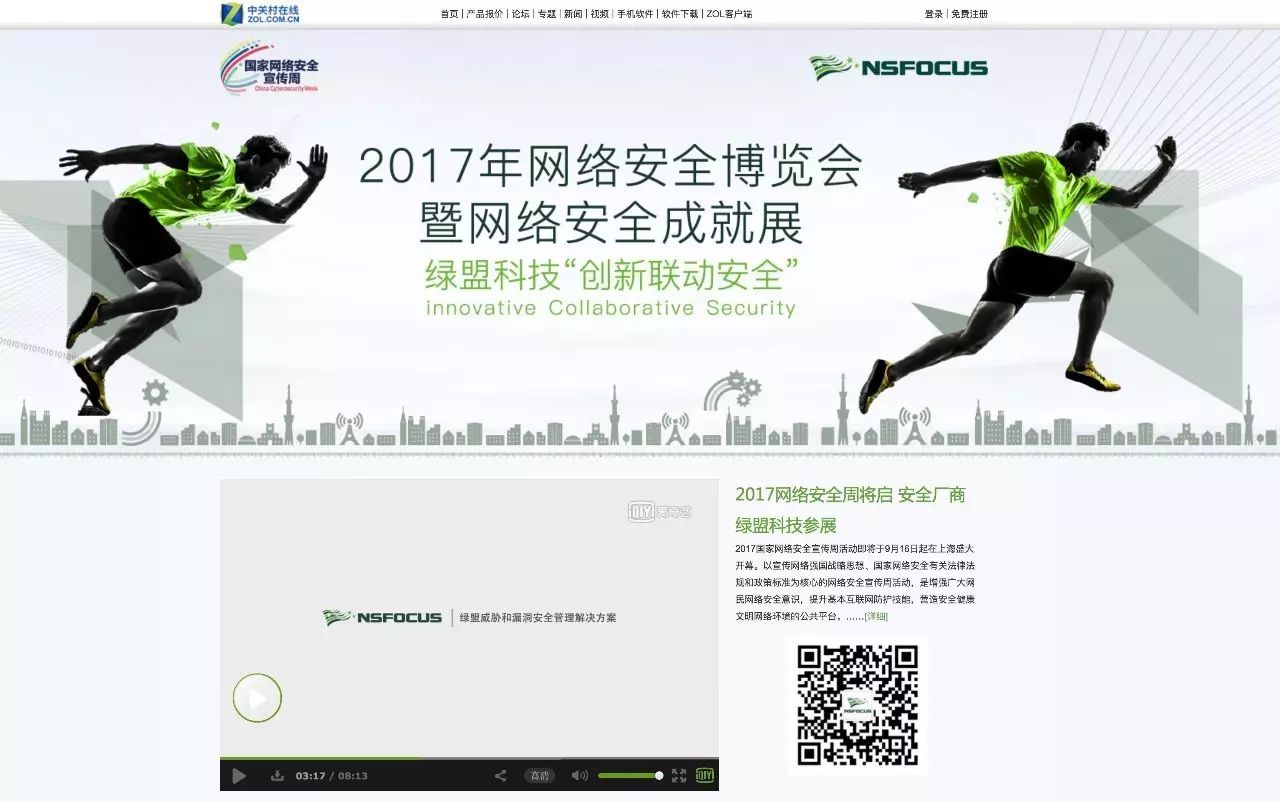 中关村在线
ZOL.COM.CN
首页 | 产品报价 | 论坛 | 专题 | 新闻 | 视频 | 手机软件 | 软件下载 | ZOL客户端
登录 | 免费注册
国家网络安全
宣传周
China Cybersecurity Week
NSFOCUS
2017年网络安全博览会
暨网络安全成就展
绿盟科技“创新联动安全”
innovative Collaborative Security
iQIY 爱奇艺
NSFOCUS | 绿盟威胁和漏洞安全管理解决方案
03:17 / 08:13
高清
iQIY
2017网络安全周将启 安全厂商
绿盟科技参展
2017国家网络安全宣传周活动即将于9月16日起在上海盛大
开幕。以宣传网络强国战略思想、国家网络安全有关法律法
规和政策标准为核心的网络安全宣传周活动，是增强广大网
民网络安全意识，提升基本互联网防护技能，营造安全健康
文明网络环境的公共平台。……[详细]
NSFOCUS